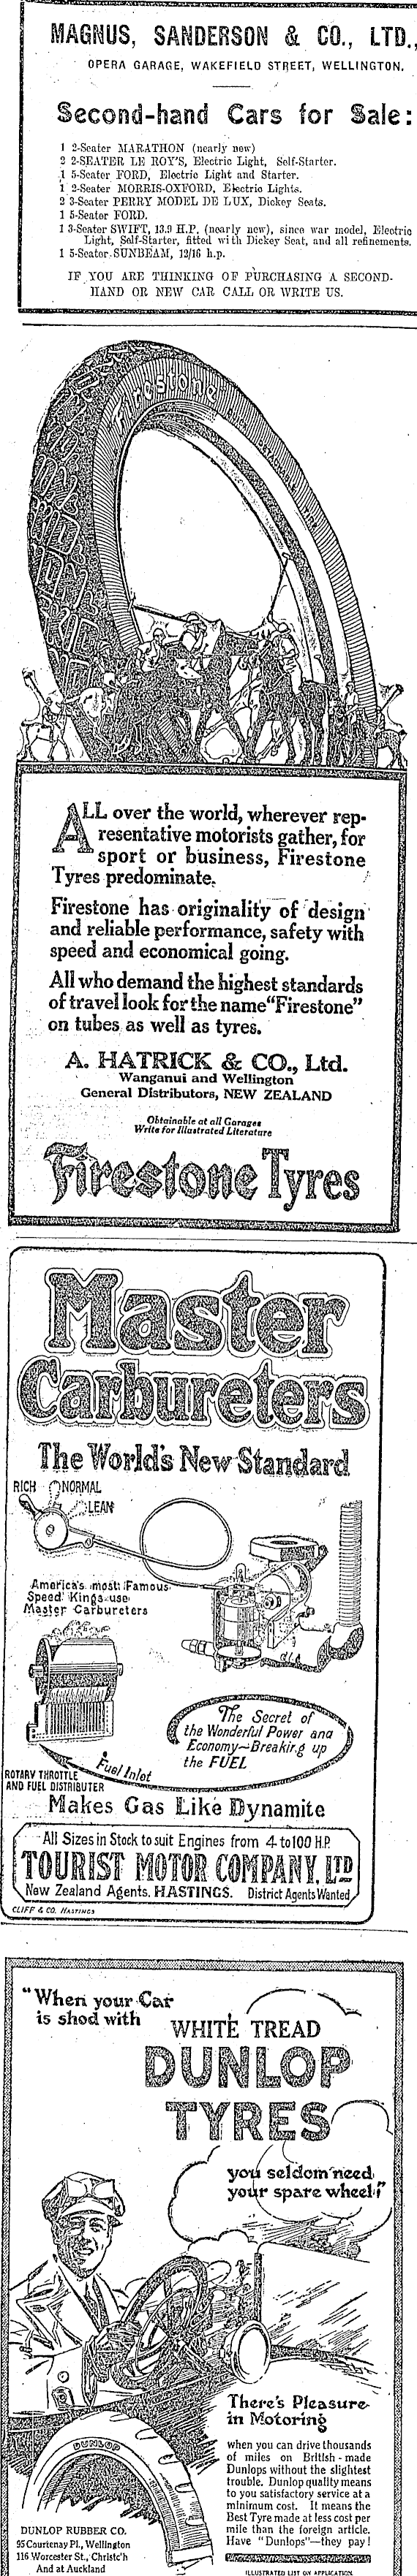 MAGNUS, SANDERSON & CO., LTD.,
OPERA GARAGE, WAKEFIELD STREET, WELLINGTON.
Second-hand Cars for Sale:
1 2-Seater MARATHON (nearly new)
2 2-SEATER LE ROY'S, Electric Light, Self-Starter.
1 5-Seater FORD, Electric Light and Starter.
1 2-Seater MORRIS-OXFORD, Electric Lights.
2 3-Seater PERRY MODEL DE LUX, Dickey Seats.
1 5-Seater FORD.
1 3-Seater SWIFT, 13.9 H.P. (nearly new), since war model, Electric
Light, Self-Starter, fitted with Dickey Seat, and all refinements.
1 5-Seater SUNBEAM, 12/16 h.p.
IF YOU ARE THINKING OF PURCHASING A SECOND-
HAND OR NEW CAR CALL OR WRITE US.
Firestone
ALL over the world, wherever rep-
resentative motorists gather, for
sport or business, Firestone
Tyres predominate.
Firestone has originality of design
and reliable performance, safety with
speed and economical going.
All who demand the highest standards
of travel look for the name "Firestone"
on tubes as well as tyres.
A. HATRICK & CO., Ltd.
Wanganui and Wellington
General Distributors, NEW ZEALAND
Obtainable at all Garages
Write for Illustrated Literature
Firestone Tyres
Master
Carbureters
The World's New Standard
RICH NORMAL
LEAN
America's most Famous
Speed Kings use
Master Carbureters
The Secret of
the Wonderful Power and
Economy~Breaking up
the FUEL
Fuel Inlet
ROTARY THROTTLE
AND FUEL DISTRIBUTER
Makes Gas Like Dynamite
All Sizes in Stock to suit Engines from 4 to 100 H.P.
TOURIST MOTOR COMPANY, LTD
New Zealand Agents. HASTINGS. District Agents Wanted
CLIFF & CO. HASTINGS
"When your Car
is shod with
WHITE TREAD
DUNLOP
TYRES
you seldom need
your spare wheel!"
There's Pleasure
in Motoring
when you can drive thousands
of miles on British-made
Dunlops without the slightest
trouble. Dunlop quality means
to you satisfactory service at a
minimum cost. It means the
Best Tyre made at less cost per
mile than the foreign article.
Have "Dunlops"—they pay!
DUNLOP
DUNLOP RUBBER CO.
95 Courtenay Pl., Wellington
116 Worcester St., Christc'h
And at Auckland
ILLUSTRATED LIST ON APPLICATION.